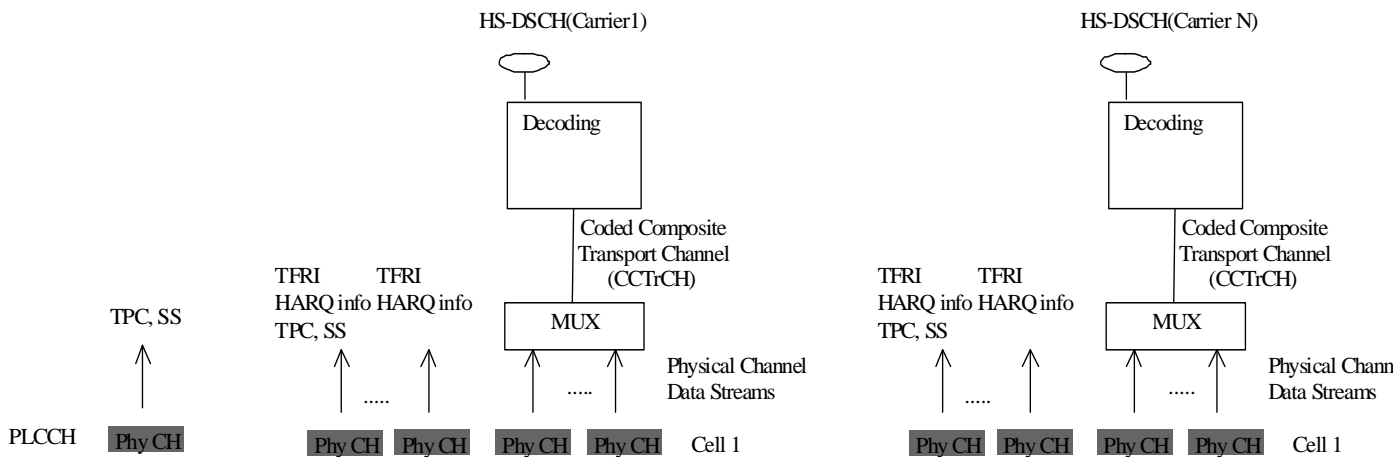 HS-DSCH(Carrier1)
HS-DSCH(Carrier N)
Decoding
Decoding
Coded Composite
Transport Channel
(CCTrCH)
Coded Composite
Transport Channel
(CCTrCH)
TFRI
HARQ info
TPC, SS
TFRI
HARQ info
TFRI
HARQ info
TPC, SS
TFRI
HARQ info
TPC, SS
MUX
MUX
Physical Channel
Data Streams
Physical Chann
Data Streams
.....
.....
.....
.....
PLCCH
Phy CH
Phy CH
Phy CH
Phy CH
Phy CH
Cell 1
Phy CH
Phy CH
Phy CH
Phy CH
Cell 1